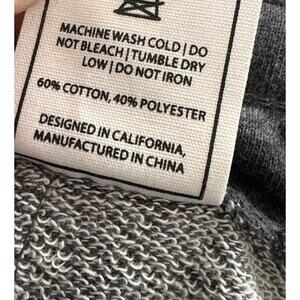 MACHINE WASH COLD | DO
NOT BLEACH | TUMBLE DRY
LOW | DO NOT IRON
60% COTTON, 40% POLYESTER
DESIGNED IN CALIFORNIA,
MANUFACTURED IN CHINA